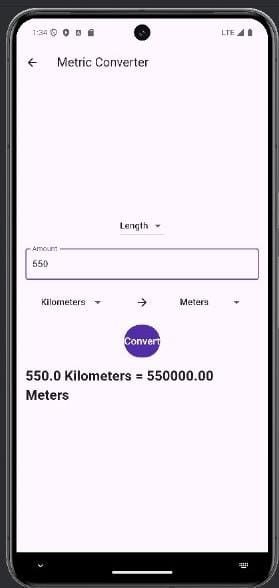 1:34
LTE
Metric Converter
Length
Amount
550
Kilometers
Meters
Convert
550.0 Kilometers = 550000.00
Meters